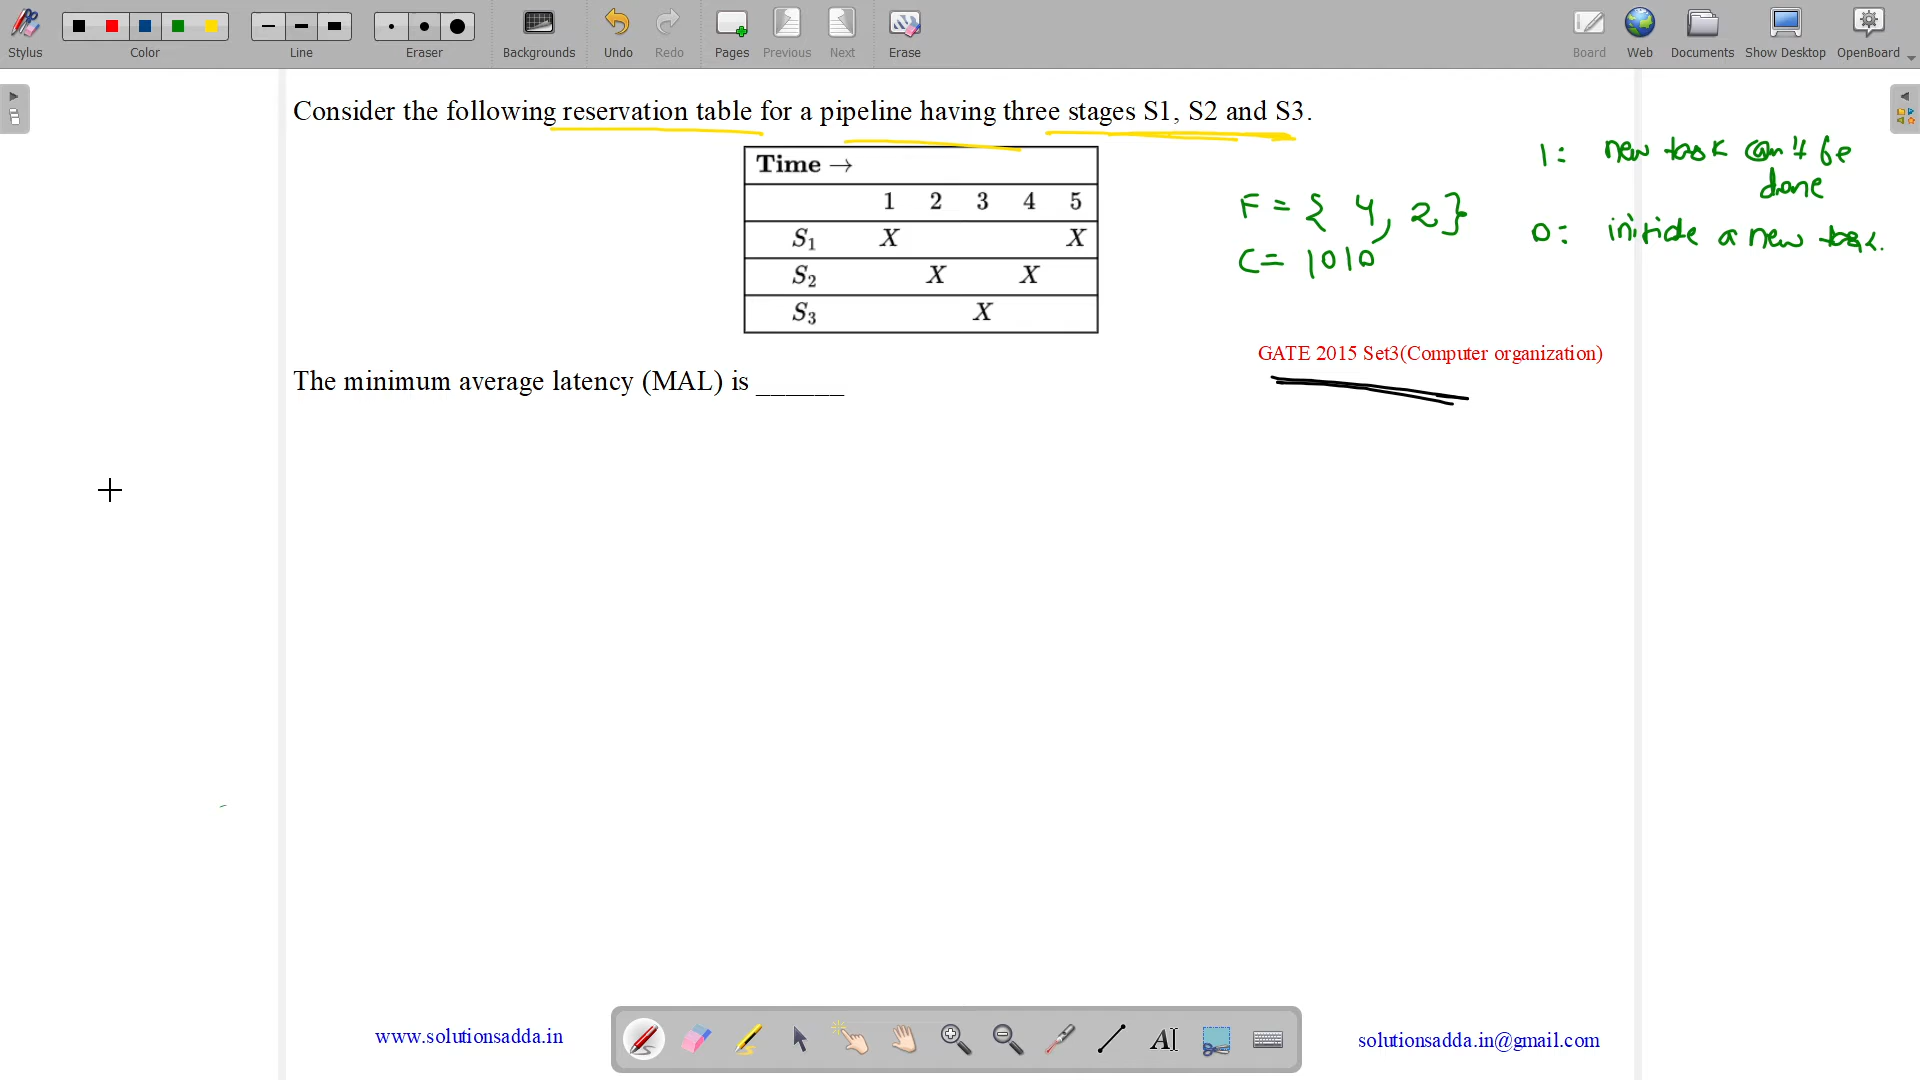 Stylus
Color
Line
Eraser
Backgrounds
Undo
Redo
Pages
Previous
Next
Erase
Board
Web
Documents
Show Desktop
OpenBoard
Consider the following reservation table for a pipeline having three stages S1, S2 and S3.
Time →
1 2 3 4 5
S1 X X
S2 X X
S3 X
F = { 4, 2 }
C = 1010
1: new task can't be
done
0: initiate a new task.
GATE 2015 Set3(Computer organization)
The minimum average latency (MAL) is ______
www.solutionsadda.in
solutionsadda.in@gmail.com